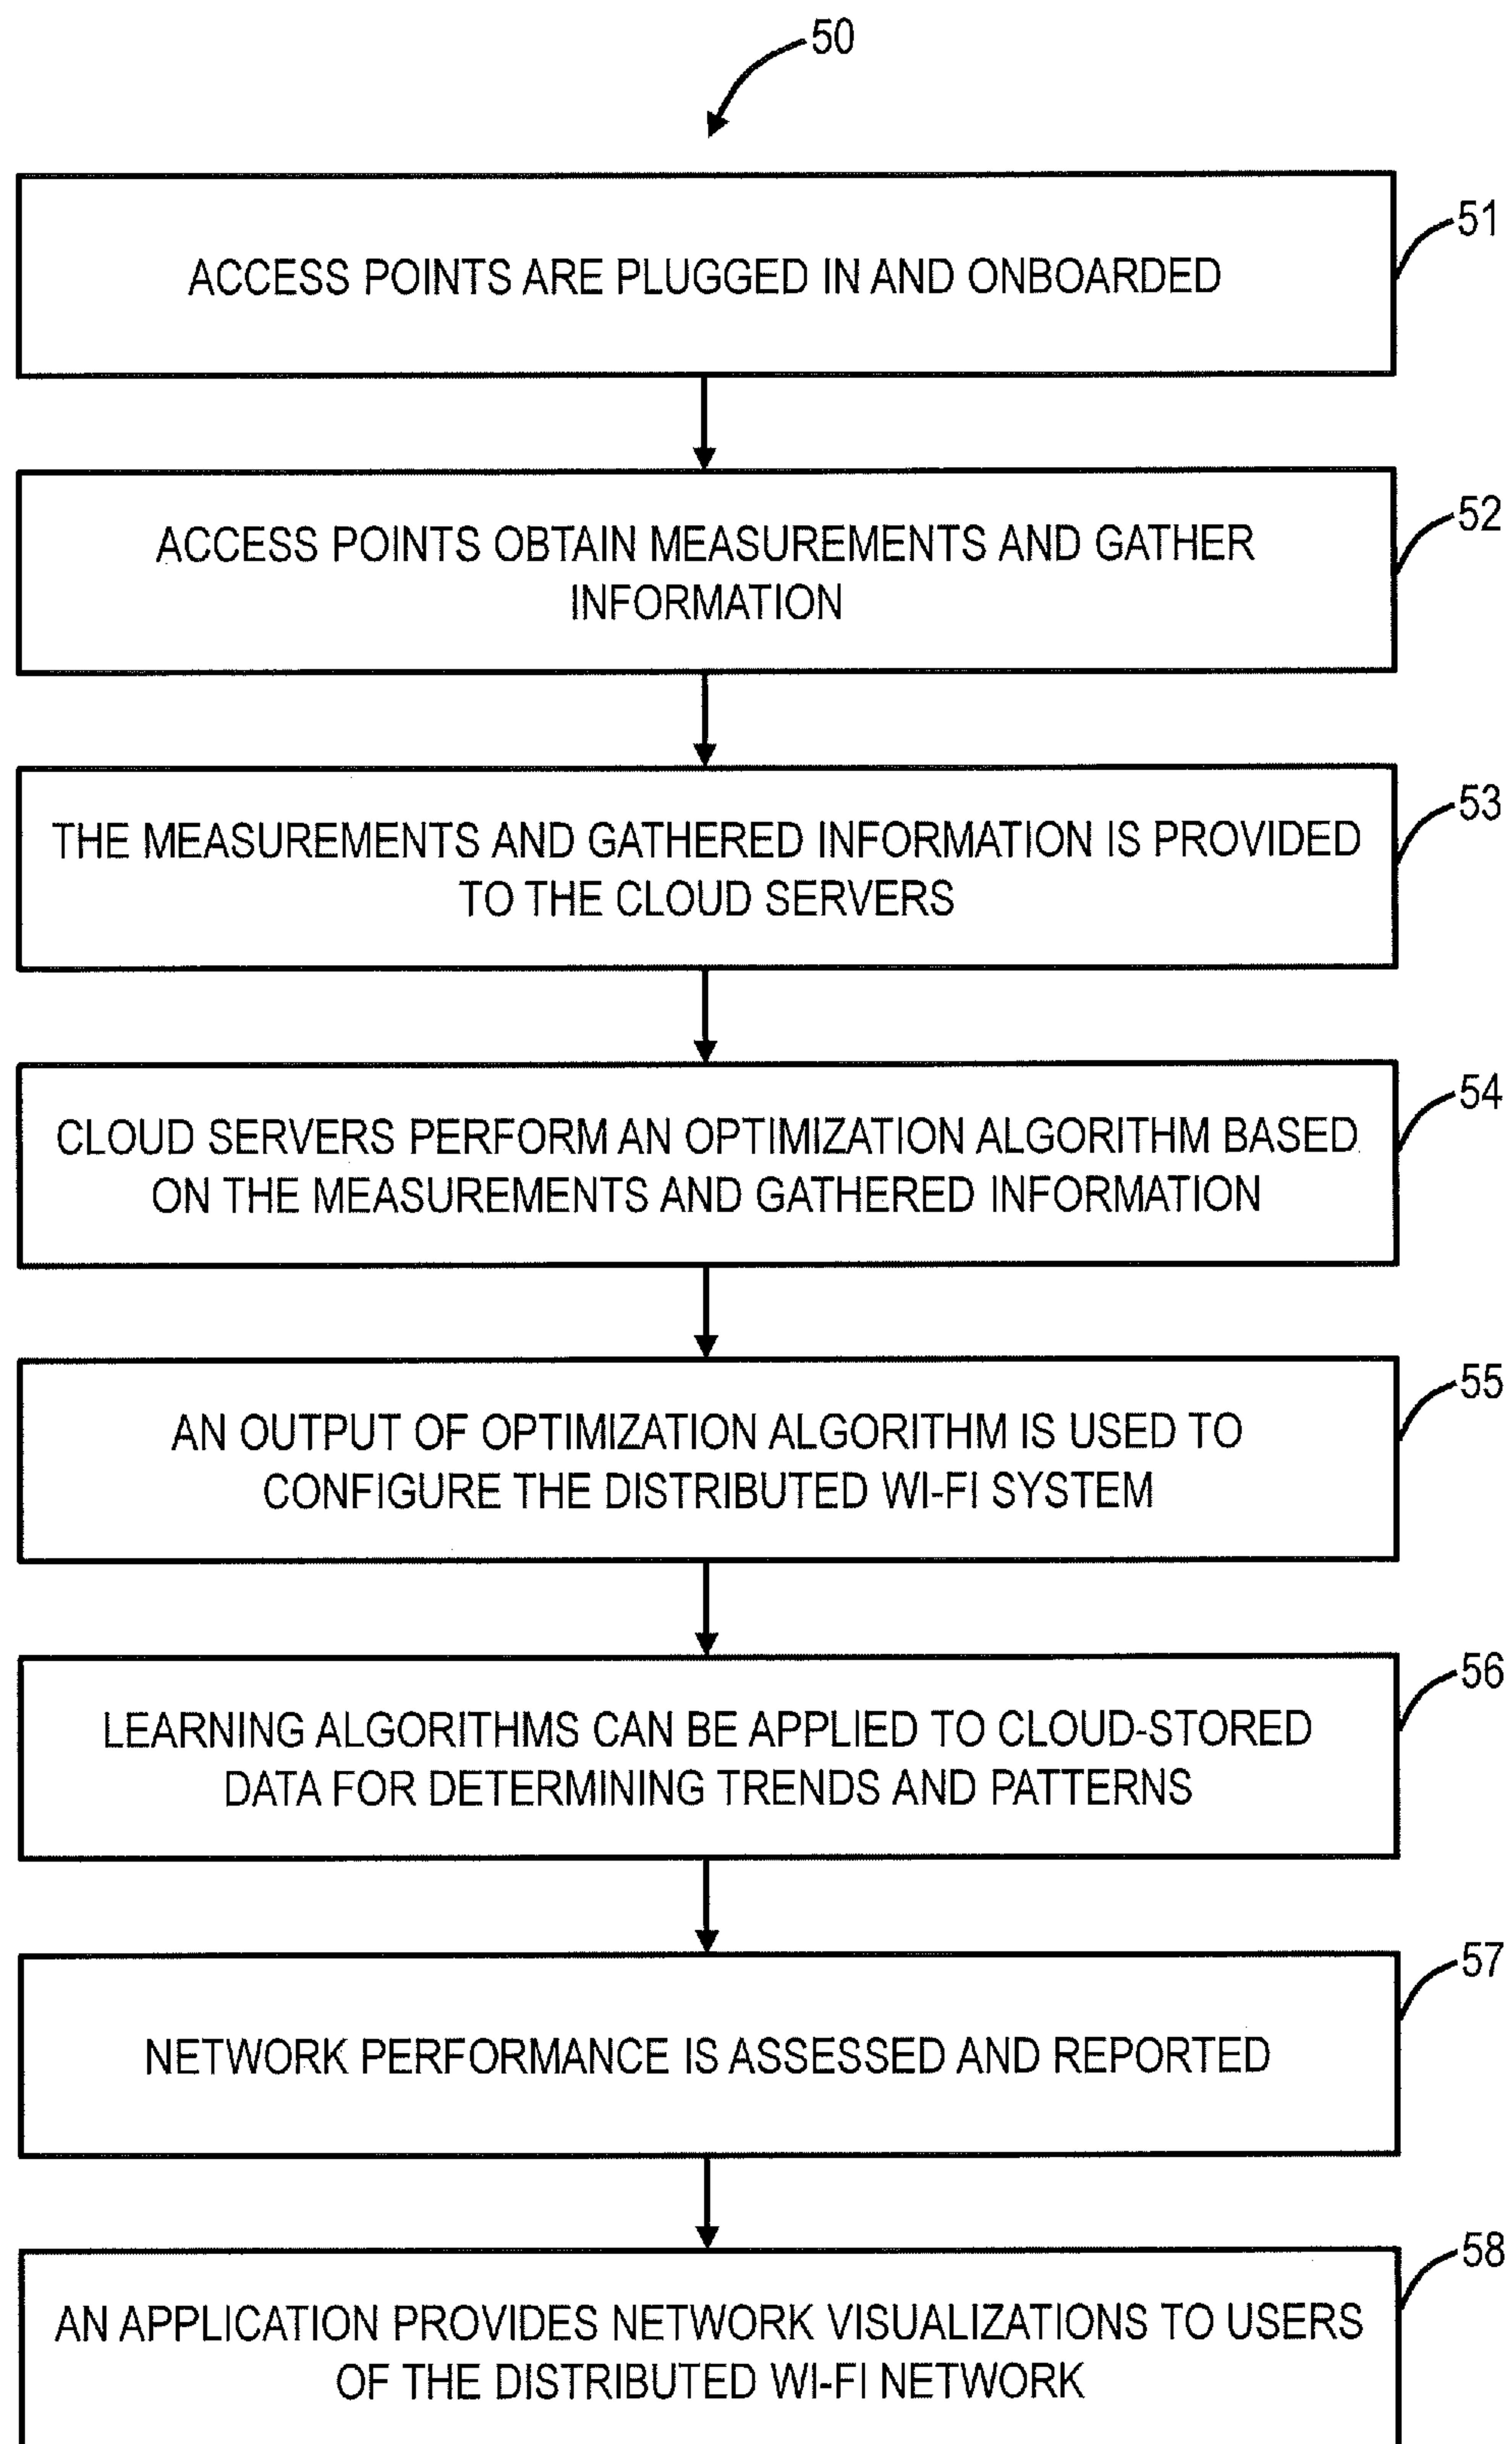 50
ACCESS POINTS ARE PLUGGED IN AND ONBOARDED
51
ACCESS POINTS OBTAIN MEASUREMENTS AND GATHER
INFORMATION
52
THE MEASUREMENTS AND GATHERED INFORMATION IS PROVIDED
TO THE CLOUD SERVERS
53
CLOUD SERVERS PERFORM AN OPTIMIZATION ALGORITHM BASED
ON THE MEASUREMENTS AND GATHERED INFORMATION
54
AN OUTPUT OF OPTIMIZATION ALGORITHM IS USED TO
CONFIGURE THE DISTRIBUTED WI-FI SYSTEM
55
LEARNING ALGORITHMS CAN BE APPLIED TO CLOUD-STORED
DATA FOR DETERMINING TRENDS AND PATTERNS
56
NETWORK PERFORMANCE IS ASSESSED AND REPORTED
57
AN APPLICATION PROVIDES NETWORK VISUALIZATIONS TO USERS
OF THE DISTRIBUTED WI-FI NETWORK
58